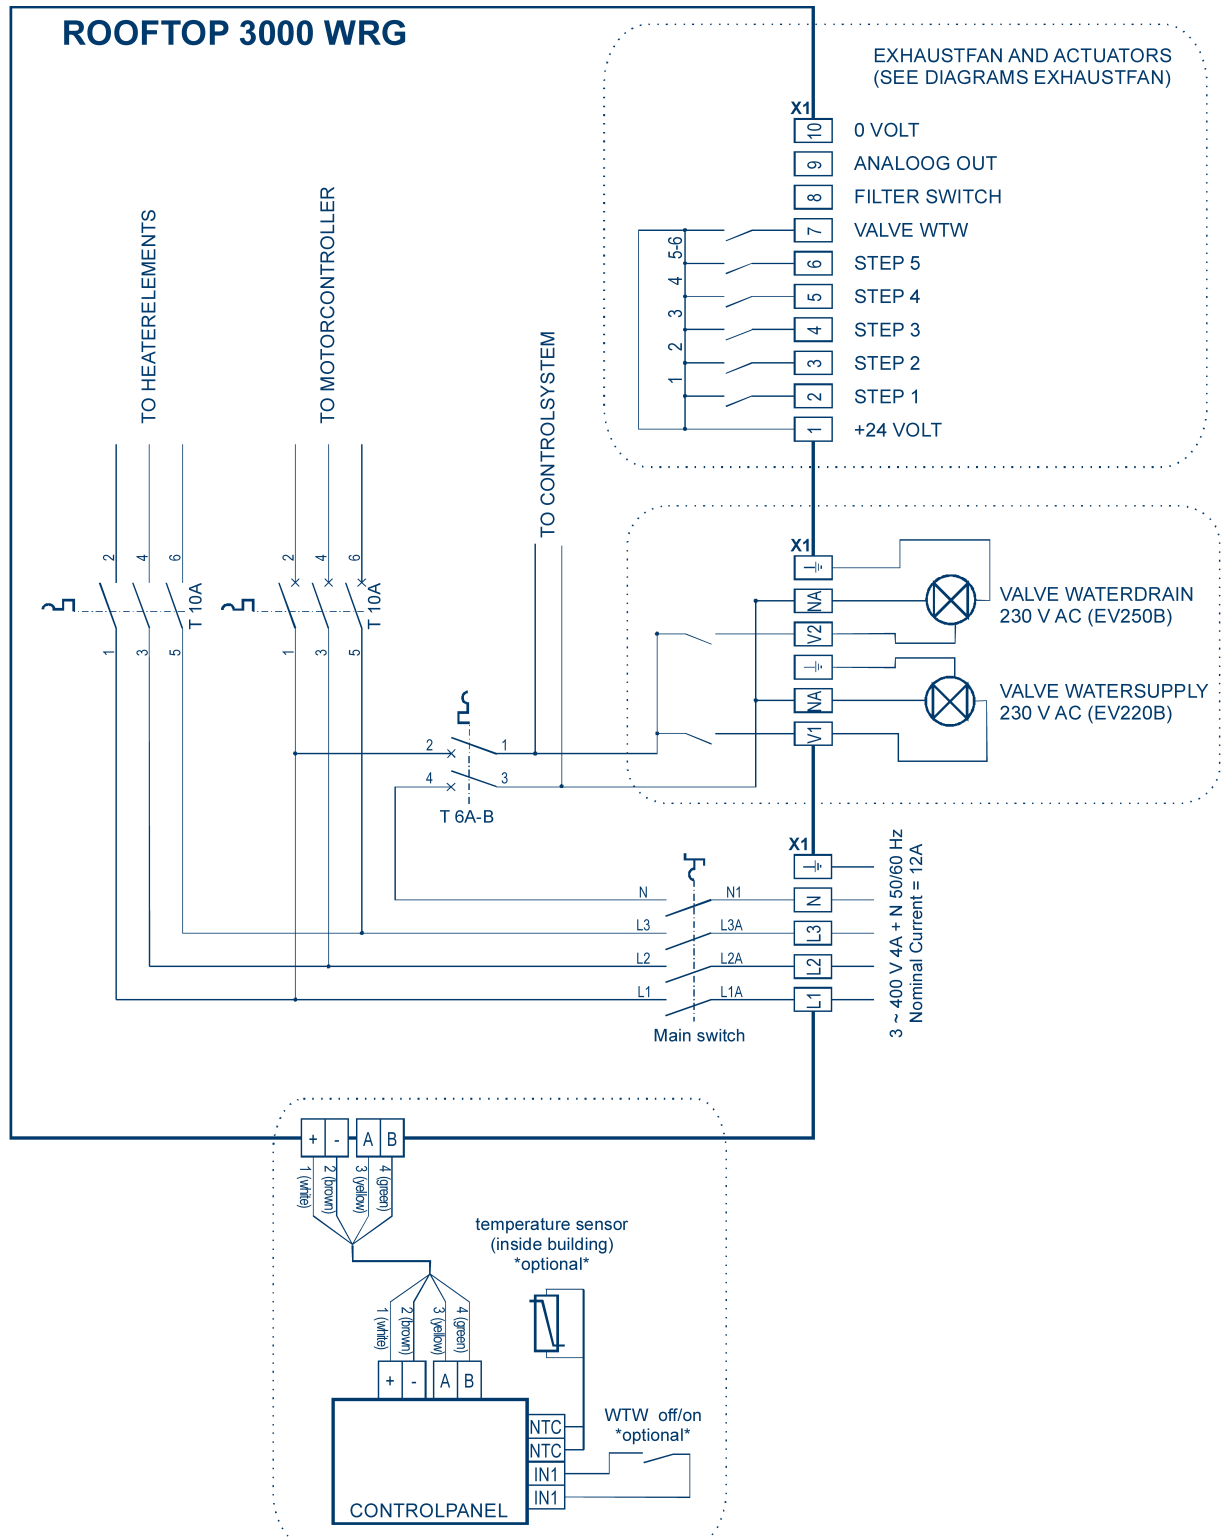 ROOFTOP 3000 WRG
EXHAUSTFAN AND ACTUATORS
(SEE DIAGRAMS EXHAUSTFAN)
X1
10 0 VOLT
9 ANALOOG OUT
8 FILTER SWITCH
7 VALVE WTW
6 STEP 5
5 STEP 4
4 STEP 3
3 STEP 2
2 STEP 1
1 +24 VOLT
5-6
4
3
2
1
TO HEATERELEMENTS
TO MOTORCONTROLLER
TO CONTROLSYSTEM
2 4 6
T 10A
1 3 5
2 4 6
T 10A
1 3 5
X1
NA
V2
NA
V1
VALVE WATERDRAIN
230 V AC (EV250B)
VALVE WATERSUPPLY
230 V AC (EV220B)
2 1
4 3
T 6A-B
X1
N N1 N
L3 L3A L3
L2 L2A L2
L1 L1A L1
Main switch
3 ~ 400 V 4A + N 50/60 Hz
Nominal Current = 12A
+ - A B
1 (white)
2 (brown)
3 (yellow)
4 (green)
temperature sensor
(inside building)
*optional*
1 (white)
2 (brown)
3 (yellow)
4 (green)
+ - A B
NTC
NTC
IN1
IN1
WTW off/on
*optional*
CONTROLPANEL